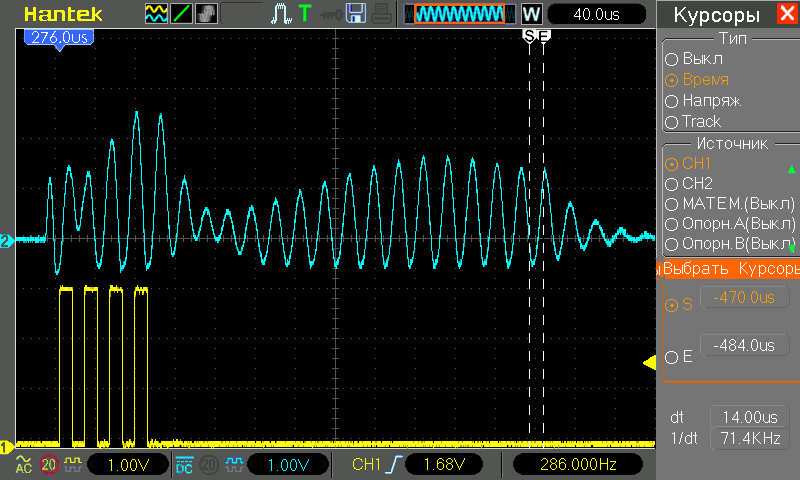 Hantek
T
W
40.0us
276.0us
S E
2
1
Курсоры
Тип
Выкл
Время
Напряж.
Track
Источник
CH1
CH2
МАТЕМ.(Выкл)
Опорн.А(Выкл)
Опорн.В(Выкл)
Выбрать Курсоры
S
-470.0us
E
-484.0us
dt 14.00us
1/dt 71.4KHz
AC 20 1.00V DC 20 1.00V CH1 1.68V 286.000Hz